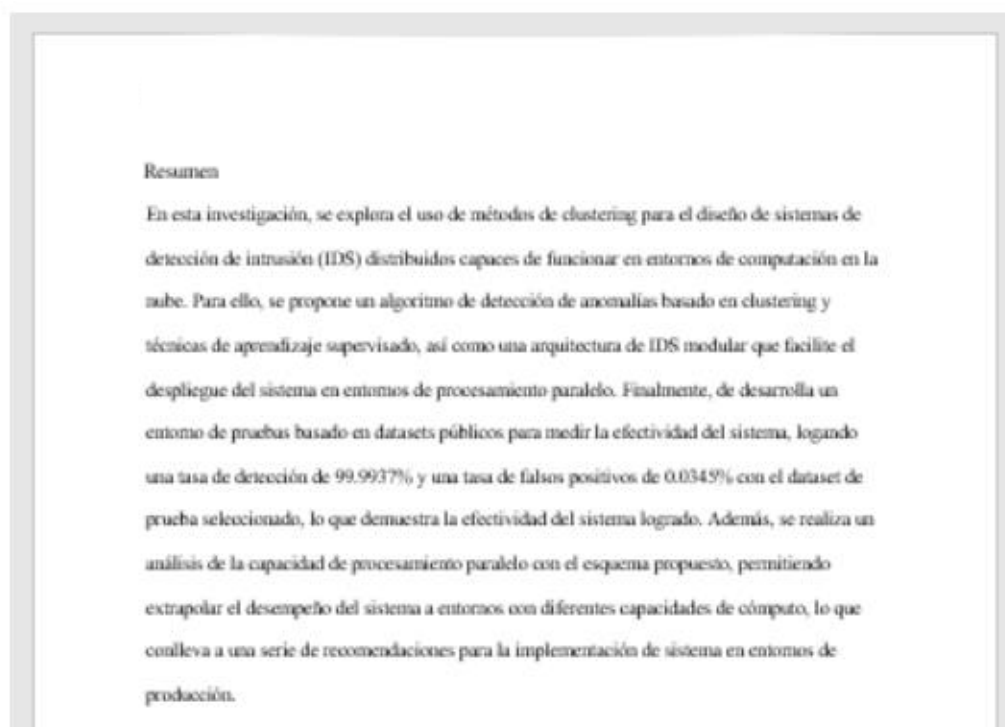 Resumen
En esta investigación, se explora el uso de métodos de clustering para el diseño de sistemas de
detección de intrusión (IDS) distribuidos capaces de funcionar en entornos de computación en la
nube. Para ello, se propone un algoritmo de detección de anomalías basado en clustering y
técnicas de aprendizaje supervisado, así como una arquitectura de IDS modular que facilite el
despliegue del sistema en entornos de procesamiento paralelo. Finalmente, de desarrolla un
entorno de pruebas basado en datasets públicos para medir la efectividad del sistema, logando
una tasa de detección de 99.9937% y una tasa de falsos positivos de 0.0345% con el dataset de
prueba seleccionado, lo que demuestra la efectividad del sistema logrado. Además, se realiza un
análisis de la capacidad de procesamiento paralelo con el esquema propuesto, permitiendo
extrapolar el desempeño del sistema a entornos con diferentes capacidades de cómputo, lo que
conlleva a una serie de recomendaciones para la implementación de sistema en entornos de
producción.